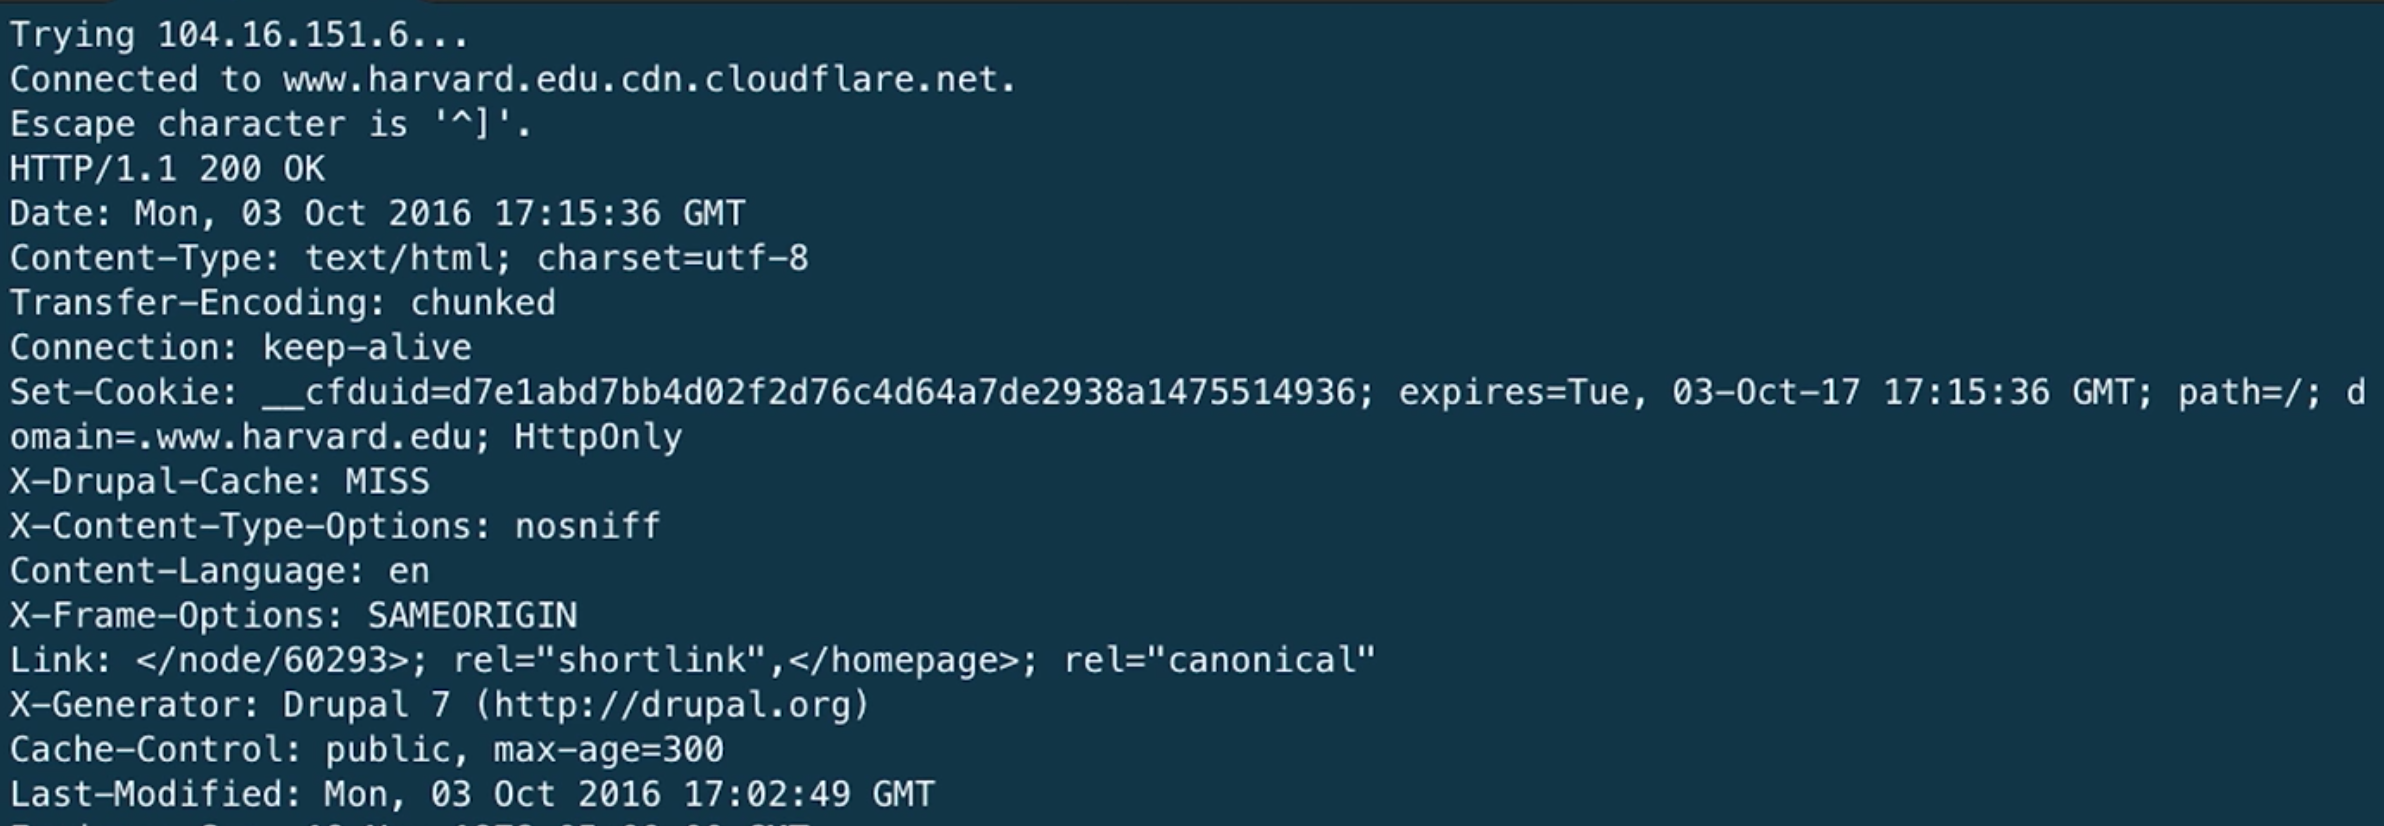 Trying 104.16.151.6...
Connected to www.harvard.edu.cdn.cloudflare.net.
Escape character is '^]'.
HTTP/1.1 200 OK
Date: Mon, 03 Oct 2016 17:15:36 GMT
Content-Type: text/html; charset=utf-8
Transfer-Encoding: chunked
Connection: keep-alive
Set-Cookie: __cfduid=d7e1abd7bb4d02f2d76c4d64a7de2938a1475514936; expires=Tue, 03-Oct-17 17:15:36 GMT; path=/; d
omain=.www.harvard.edu; HttpOnly
X-Drupal-Cache: MISS
X-Content-Type-Options: nosniff
Content-Language: en
X-Frame-Options: SAMEORIGIN
Link: </node/60293>; rel="shortlink",</homepage>; rel="canonical"
X-Generator: Drupal 7 (http://drupal.org)
Cache-Control: public, max-age=300
Last-Modified: Mon, 03 Oct 2016 17:02:49 GMT